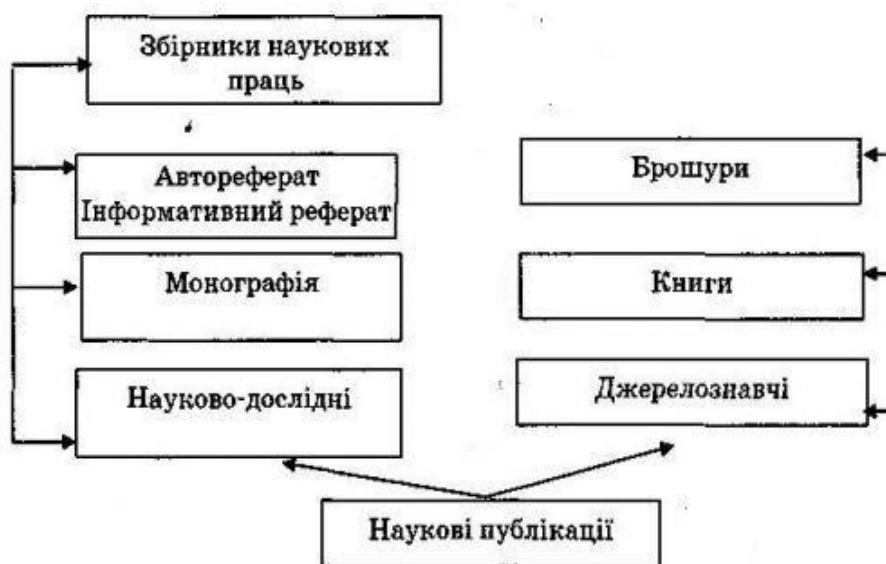 Збірники наукових
праць
Автореферат
Інформативний реферат
Монографія
Науково-дослідні
Брошури
Книги
Джерелознавчі
Наукові публікації